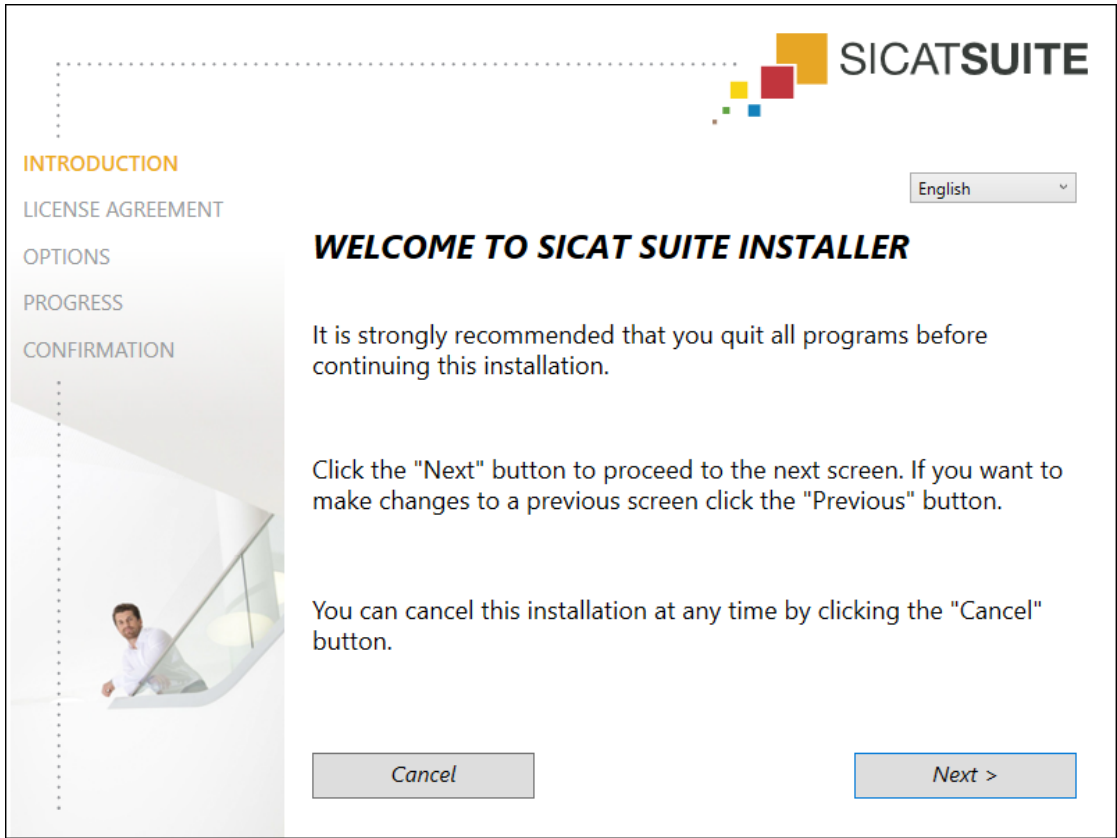 SICATSUITE
INTRODUCTION
LICENSE AGREEMENT
OPTIONS
PROGRESS
CONFIRMATION
English
WELCOME TO SICAT SUITE INSTALLER
It is strongly recommended that you quit all programs before
continuing this installation.
Click the "Next" button to proceed to the next screen. If you want to
make changes to a previous screen click the "Previous" button.
You can cancel this installation at any time by clicking the "Cancel"
button.
Cancel
Next >